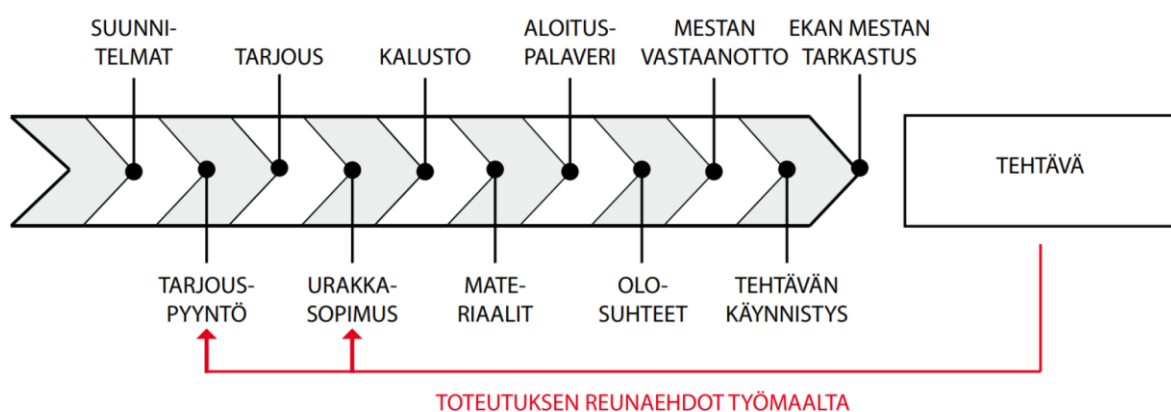 SUUNNI-
TELMAT
TARJOUS
KALUSTO
ALOITUS-
PALAVERI
MESTAN
VASTAANOTTO
EKAN MESTAN
TARKASTUS
TEHTÄVÄ
TARJOUS-
PYYNTÖ
URAKKA-
SOPIMUS
MATE-
RIAALIT
OLO-
SUHTEET
TEHTÄVÄN
KÄYNNISTYS
TOTEUTUKSEN REUNAEHDOT TYÖMAALTA